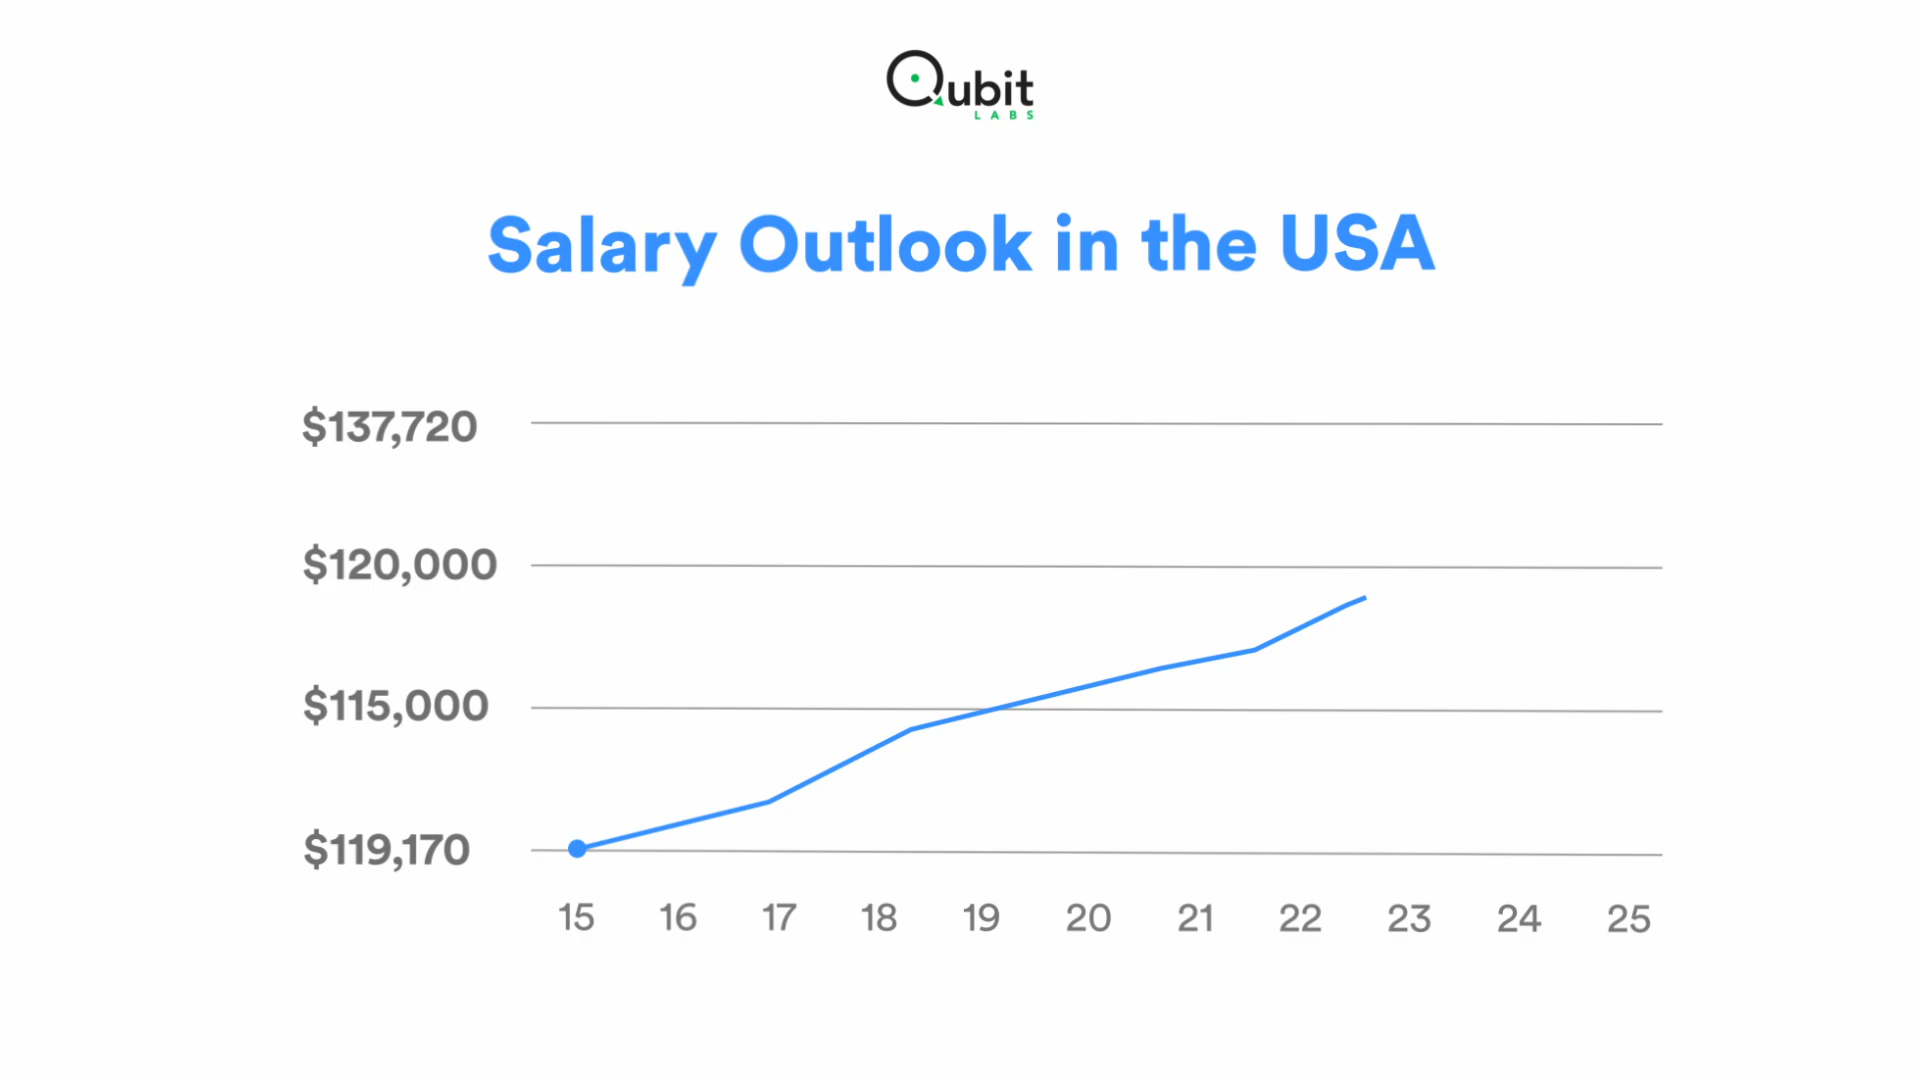 Qubit
LABS
Salary Outlook in the USA
$137,720
$120,000
$115,000
$119,170
15 16 17 18 19 20 21 22 23 24 25